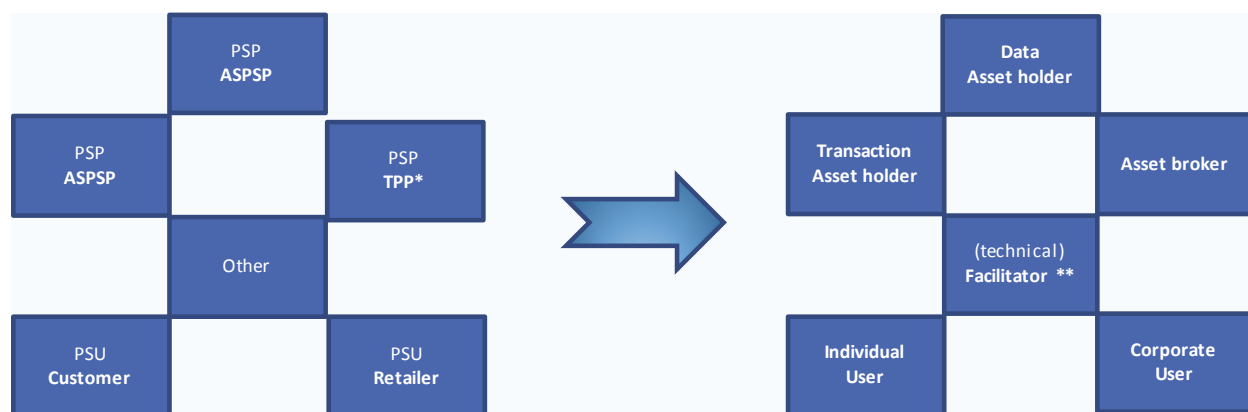 PSP
ASPSP
PSP
ASPSP
PSP
TPP*
Other
PSU
Customer
PSU
Retailer
Data
Asset holder
Transaction
Asset holder
Asset broker
(technical)
Facilitator **
Individual
User
Corporate
User